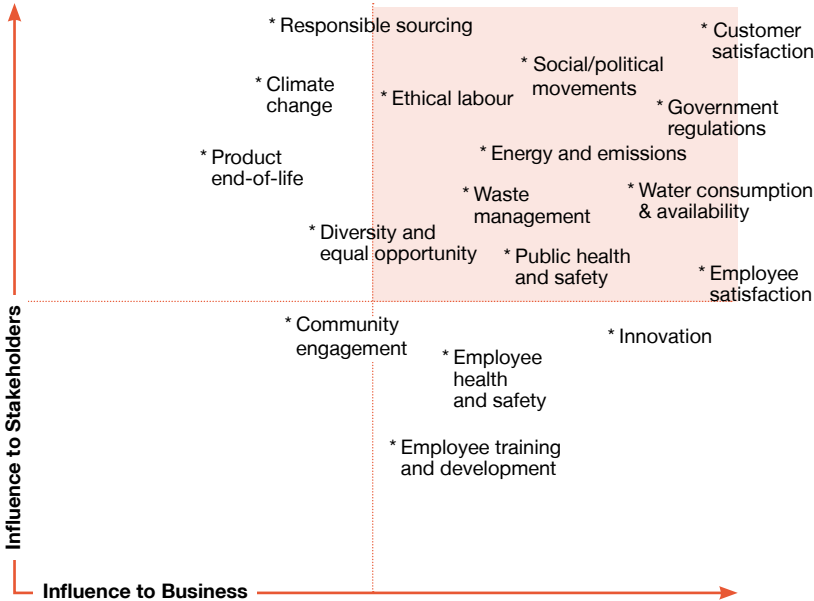 * Responsible sourcing
* Customer
satisfaction
* Social/political
movements
* Climate
change
* Ethical labour
* Government
regulations
* Product
end-of-life
* Energy and emissions
* Waste
management
* Water consumption
& availability
* Diversity and
equal opportunity
* Public health
and safety
* Employee
satisfaction
* Community
engagement
* Innovation
* Employee
health
and safety
* Employee training
and development
Influence to Stakeholders
Influence to Business